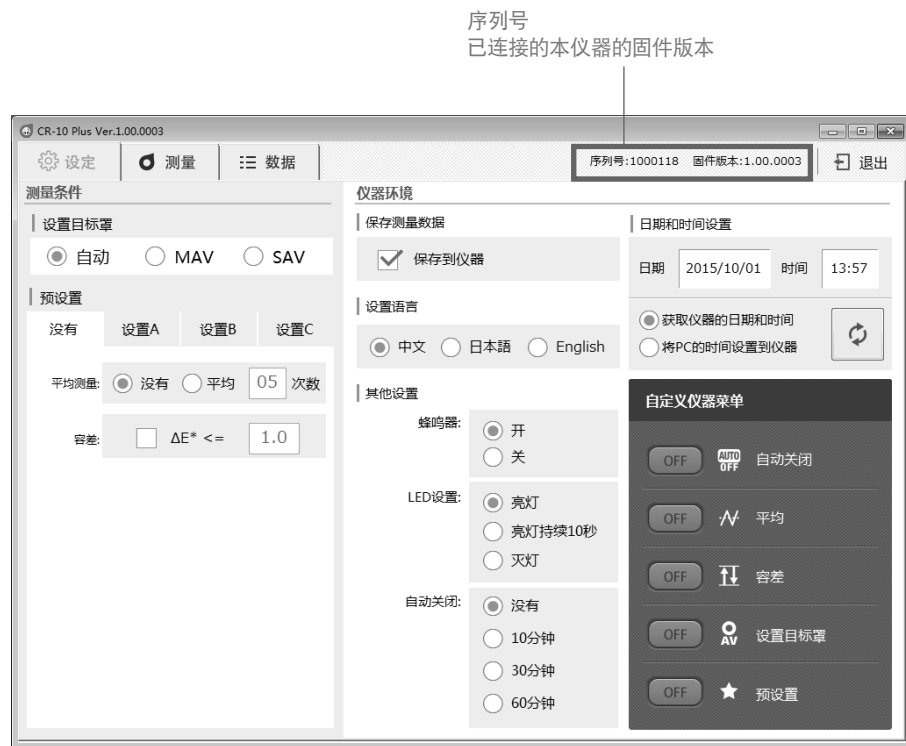 序列号
已连接的本仪器的固件版本
CR-10 Plus Ver.1.00.0003
设定
测量
数据
序列号:1000118 固件版本:1.00.0003
退出
测量条件
设置目标罩
自动 MAV SAV
预设置
没有 设置A 设置B 设置C
平均测量: 没有 平均 05 次数
容差: ΔE* <= 1.0
仪器环境
保存测量数据
保存到仪器
设置语言
中文 日本語 English
其他设置
蜂鸣器: 开
关
LED设置: 亮灯
亮灯持续10秒
灭灯
自动关闭: 没有
10分钟
30分钟
60分钟
日期和时间设置
日期 2015/10/01 时间 13:57
获取仪器的日期和时间
将PC的时间设置到仪器
自定义仪器菜单
OFF AUTO OFF 自动关闭
OFF 平均
OFF 容差
OFF AV 设置目标罩
OFF 预设置